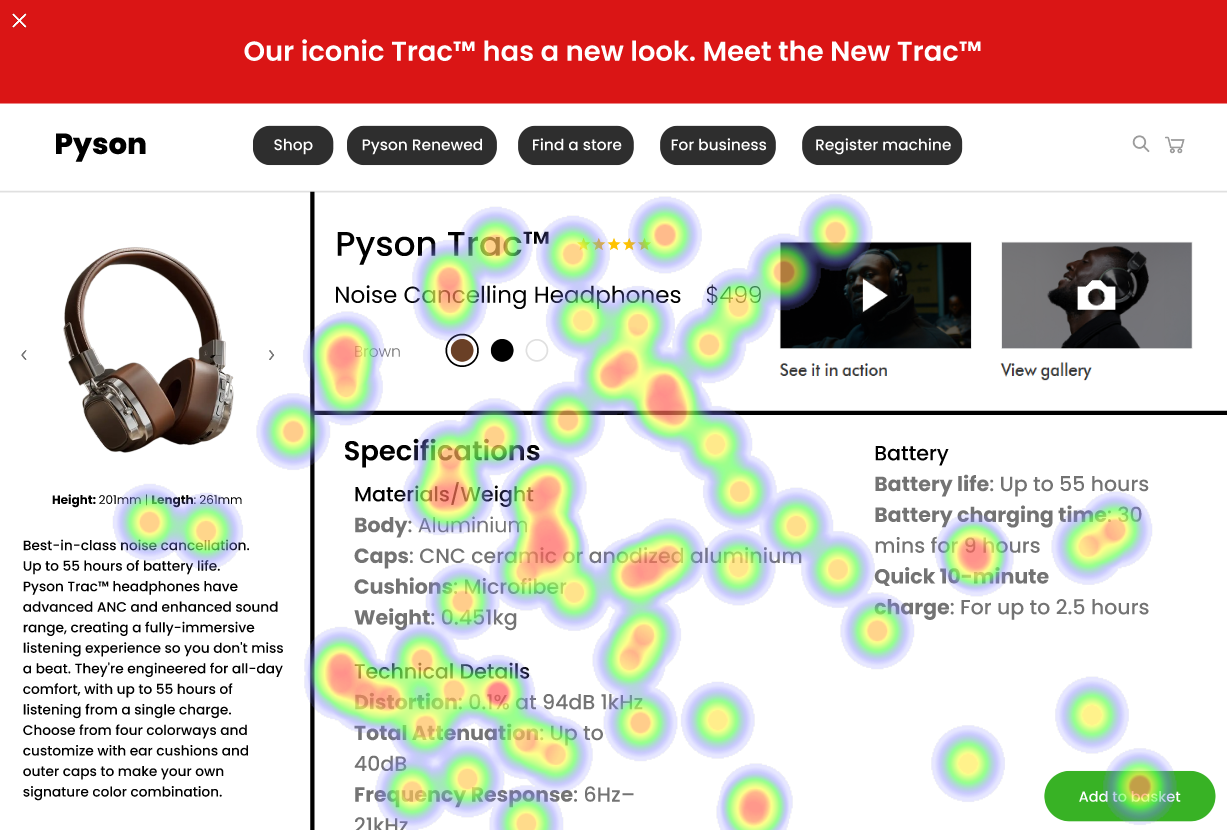 Our iconic Trac™ has a new look. Meet the New Trac™
Pyson
Shop
Pyson Renewed
Find a store
For business
Register machine
Height: 201mm | Length: 261mm
Best-in-class noise cancellation.
Up to 55 hours of battery life.
Pyson Trac™ headphones have
advanced ANC and enhanced sound
range, creating a fully-immersive
listening experience so you don't miss
a beat. They're engineered for all-day
comfort, with up to 55 hours of
listening from a single charge.
Choose from four colorways and
customize with ear cushions and
outer caps to make your own
signature color combination.
Pyson Trac™
Noise Cancelling Headphones $499
Brown
See it in action
View gallery
Specifications
Materials/Weight
Body: Aluminium
Caps: CNC ceramic or anodized aluminium
Cushions: Microfiber
Weight: 0.451kg
Technical Details
Distortion: 0.1% at 94dB 1kHz
Total Attenuation: Up to
40dB
Frequency Response: 6Hz–
21kHz
Battery
Battery life: Up to 55 hours
Battery charging time: 30
mins for 9 hours
Quick 10-minute
charge: For up to 2.5 hours
Add to basket